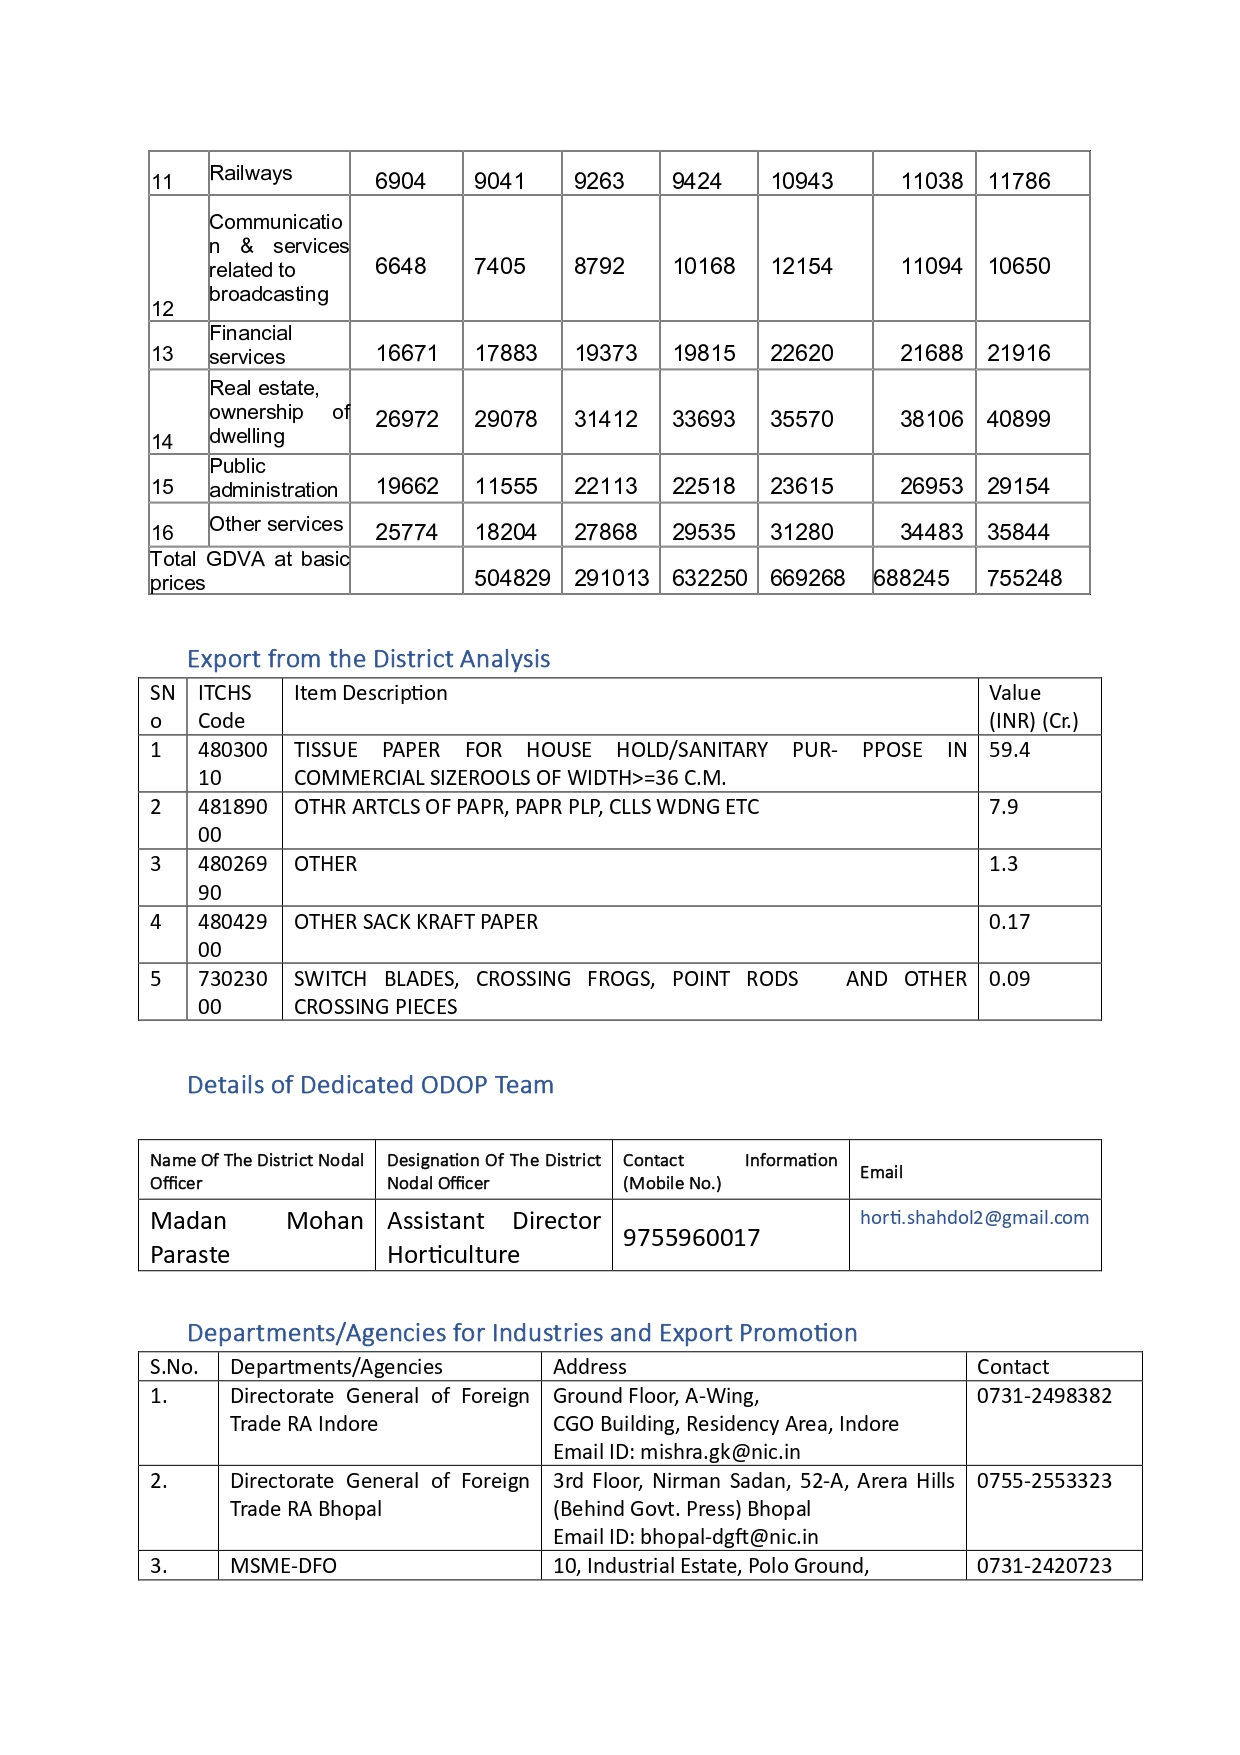 11 Railways 6904 9041 9263 9424 10943 11038 11786
Communicatio
n & services
related to
broadcasting
12 6648 7405 8792 10168 12154 11094 10650
Financial
services
13 16671 17883 19373 19815 22620 21688 21916
Real estate,
ownership of
dwelling
14 26972 29078 31412 33693 35570 38106 40899
Public
administration
15 19662 11555 22113 22518 23615 26953 29154
16 Other services 25774 18204 27868 29535 31280 34483 35844
Total GDVA at basic
prices 504829 291013 632250 669268 688245 755248
Export from the District Analysis
SN ITCHS Item Description Value
o Code (INR) (Cr.)
1 480300 TISSUE PAPER FOR HOUSE HOLD/SANITARY PUR- PPOSE IN 59.4
10 COMMERCIAL SIZEROOLS OF WIDTH>=36 C.M.
2 481890 OTHR ARTCLS OF PAPR, PAPR PLP, CLLS WDNG ETC 7.9
00
3 480269 OTHER 1.3
90
4 480429 OTHER SACK KRAFT PAPER 0.17
00
5 730230 SWITCH BLADES, CROSSING FROGS, POINT RODS AND OTHER 0.09
00 CROSSING PIECES
Details of Dedicated ODOP Team
Name Of The District Nodal Designation Of The District Contact Information Email
Officer Nodal Officer (Mobile No.)
Madan Mohan Assistant Director 9755960017 horti.shahdol2@gmail.com
Paraste Horticulture
Departments/Agencies for Industries and Export Promotion
S.No. Departments/Agencies Address Contact
1. Directorate General of Foreign Ground Floor, A-Wing, 0731-2498382
Trade RA Indore CGO Building, Residency Area, Indore
Email ID: mishra.gk@nic.in
2. Directorate General of Foreign 3rd Floor, Nirman Sadan, 52-A, Arera Hills 0755-2553323
Trade RA Bhopal (Behind Govt. Press) Bhopal
Email ID: bhopal-dgft@nic.in
3. MSME-DFO 10, Industrial Estate, Polo Ground, 0731-2420723